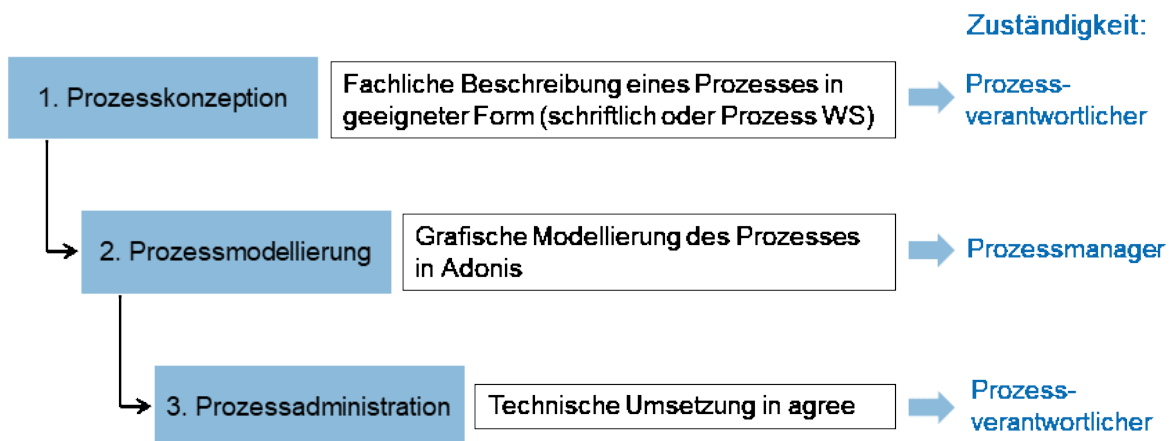 Zuständigkeit:
1. Prozesskonzeption
Fachliche Beschreibung eines Prozesses in
geeigneter Form (schriftlich oder Prozess WS)
Prozess-
verantwortlicher
2. Prozessmodellierung
Grafische Modellierung des Prozesses
in Adonis
Prozessmanager
3. Prozessadministration
Technische Umsetzung in agree
Prozess-
verantwortlicher